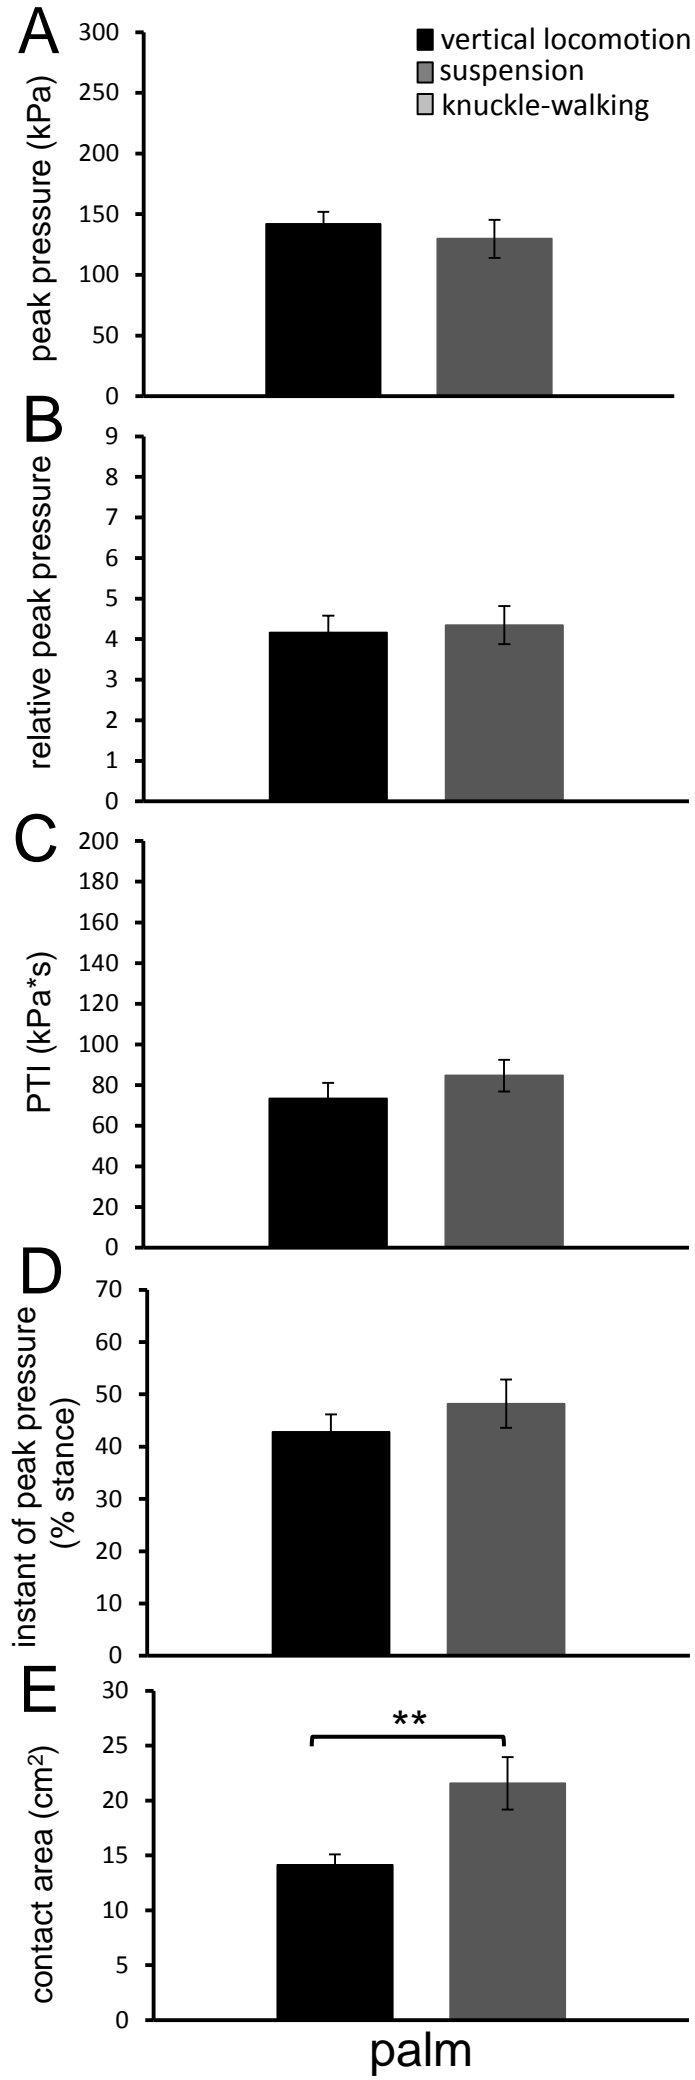 A
peak pressure (kPa)
300
250
200
150
100
50
0
vertical locomotion
suspension
knuckle-walking
B
relative peak pressure
9
8
7
6
5
4
3
2
1
0
C
PTI (kPa*s)
200
180
160
140
120
100
80
60
40
20
0
D
instant of peak pressure
(% stance)
70
60
50
40
30
20
10
0
E
contact area (cm²)
30
25
20
15
10
5
0
**
palm